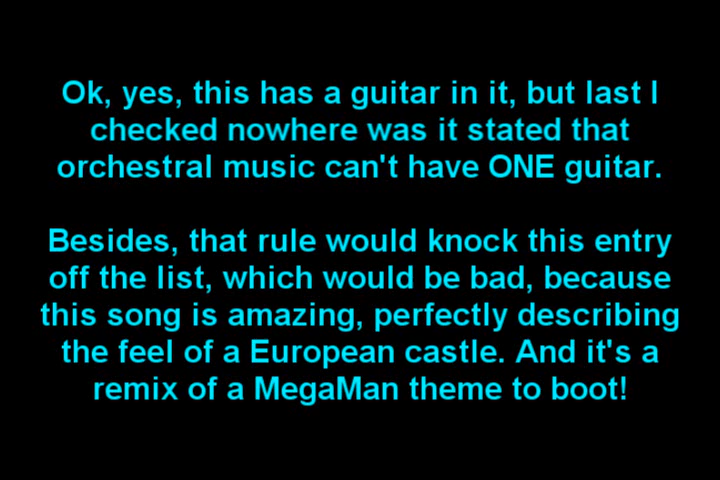 Ok, yes, this has a guitar in it, but last I
checked nowhere was it stated that
orchestral music can't have ONE guitar.
Besides, that rule would knock this entry
off the list, which would be bad, because
this song is amazing, perfectly describing
the feel of a European castle. And it's a
remix of a MegaMan theme to boot!